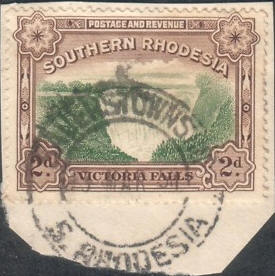 POSTAGE AND REVENUE
SOUTHERN RHODESIA
2d
2d
VICTORIA FALLS
S. RHODESIA